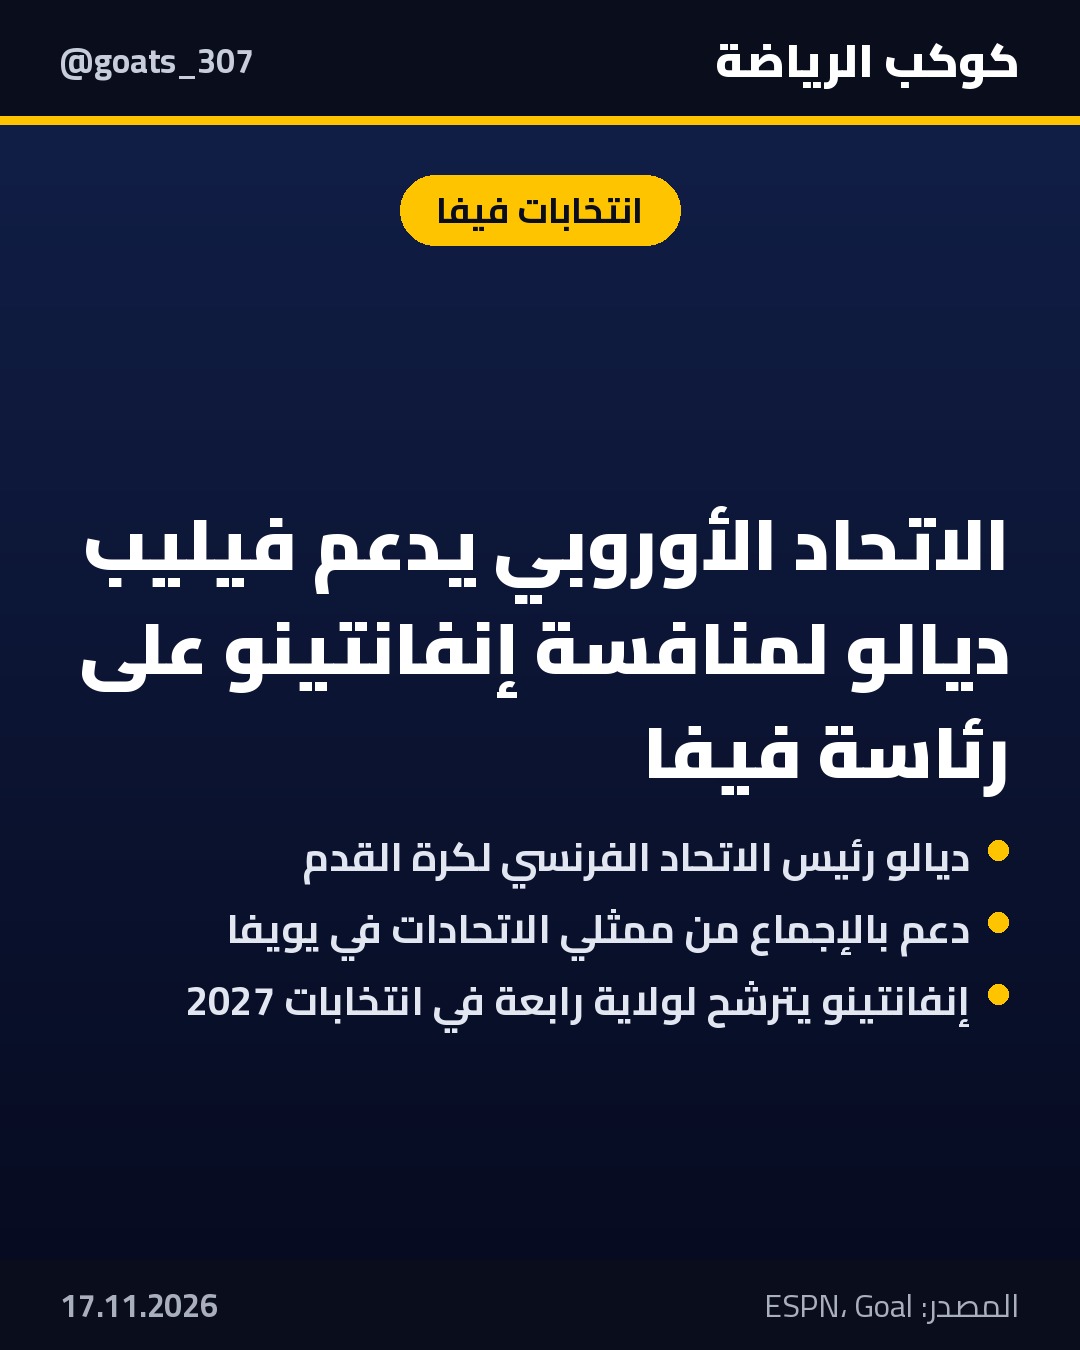 كوكب الرياضة
@goats_307
انتخابات فيفا
الاتحاد الأوروبي يدعم فيليب
ديالو لمنافسة إنفانتينو على
رئاسة فيفا
ديالو رئيس الاتحاد الفرنسي لكرة القدم
دعم بالإجماع من ممثلي الاتحادات في يويفا
إنفانتينو يترشح لولاية رابعة في انتخابات 2027
المصدر: ESPN، Goal
17.11.2026